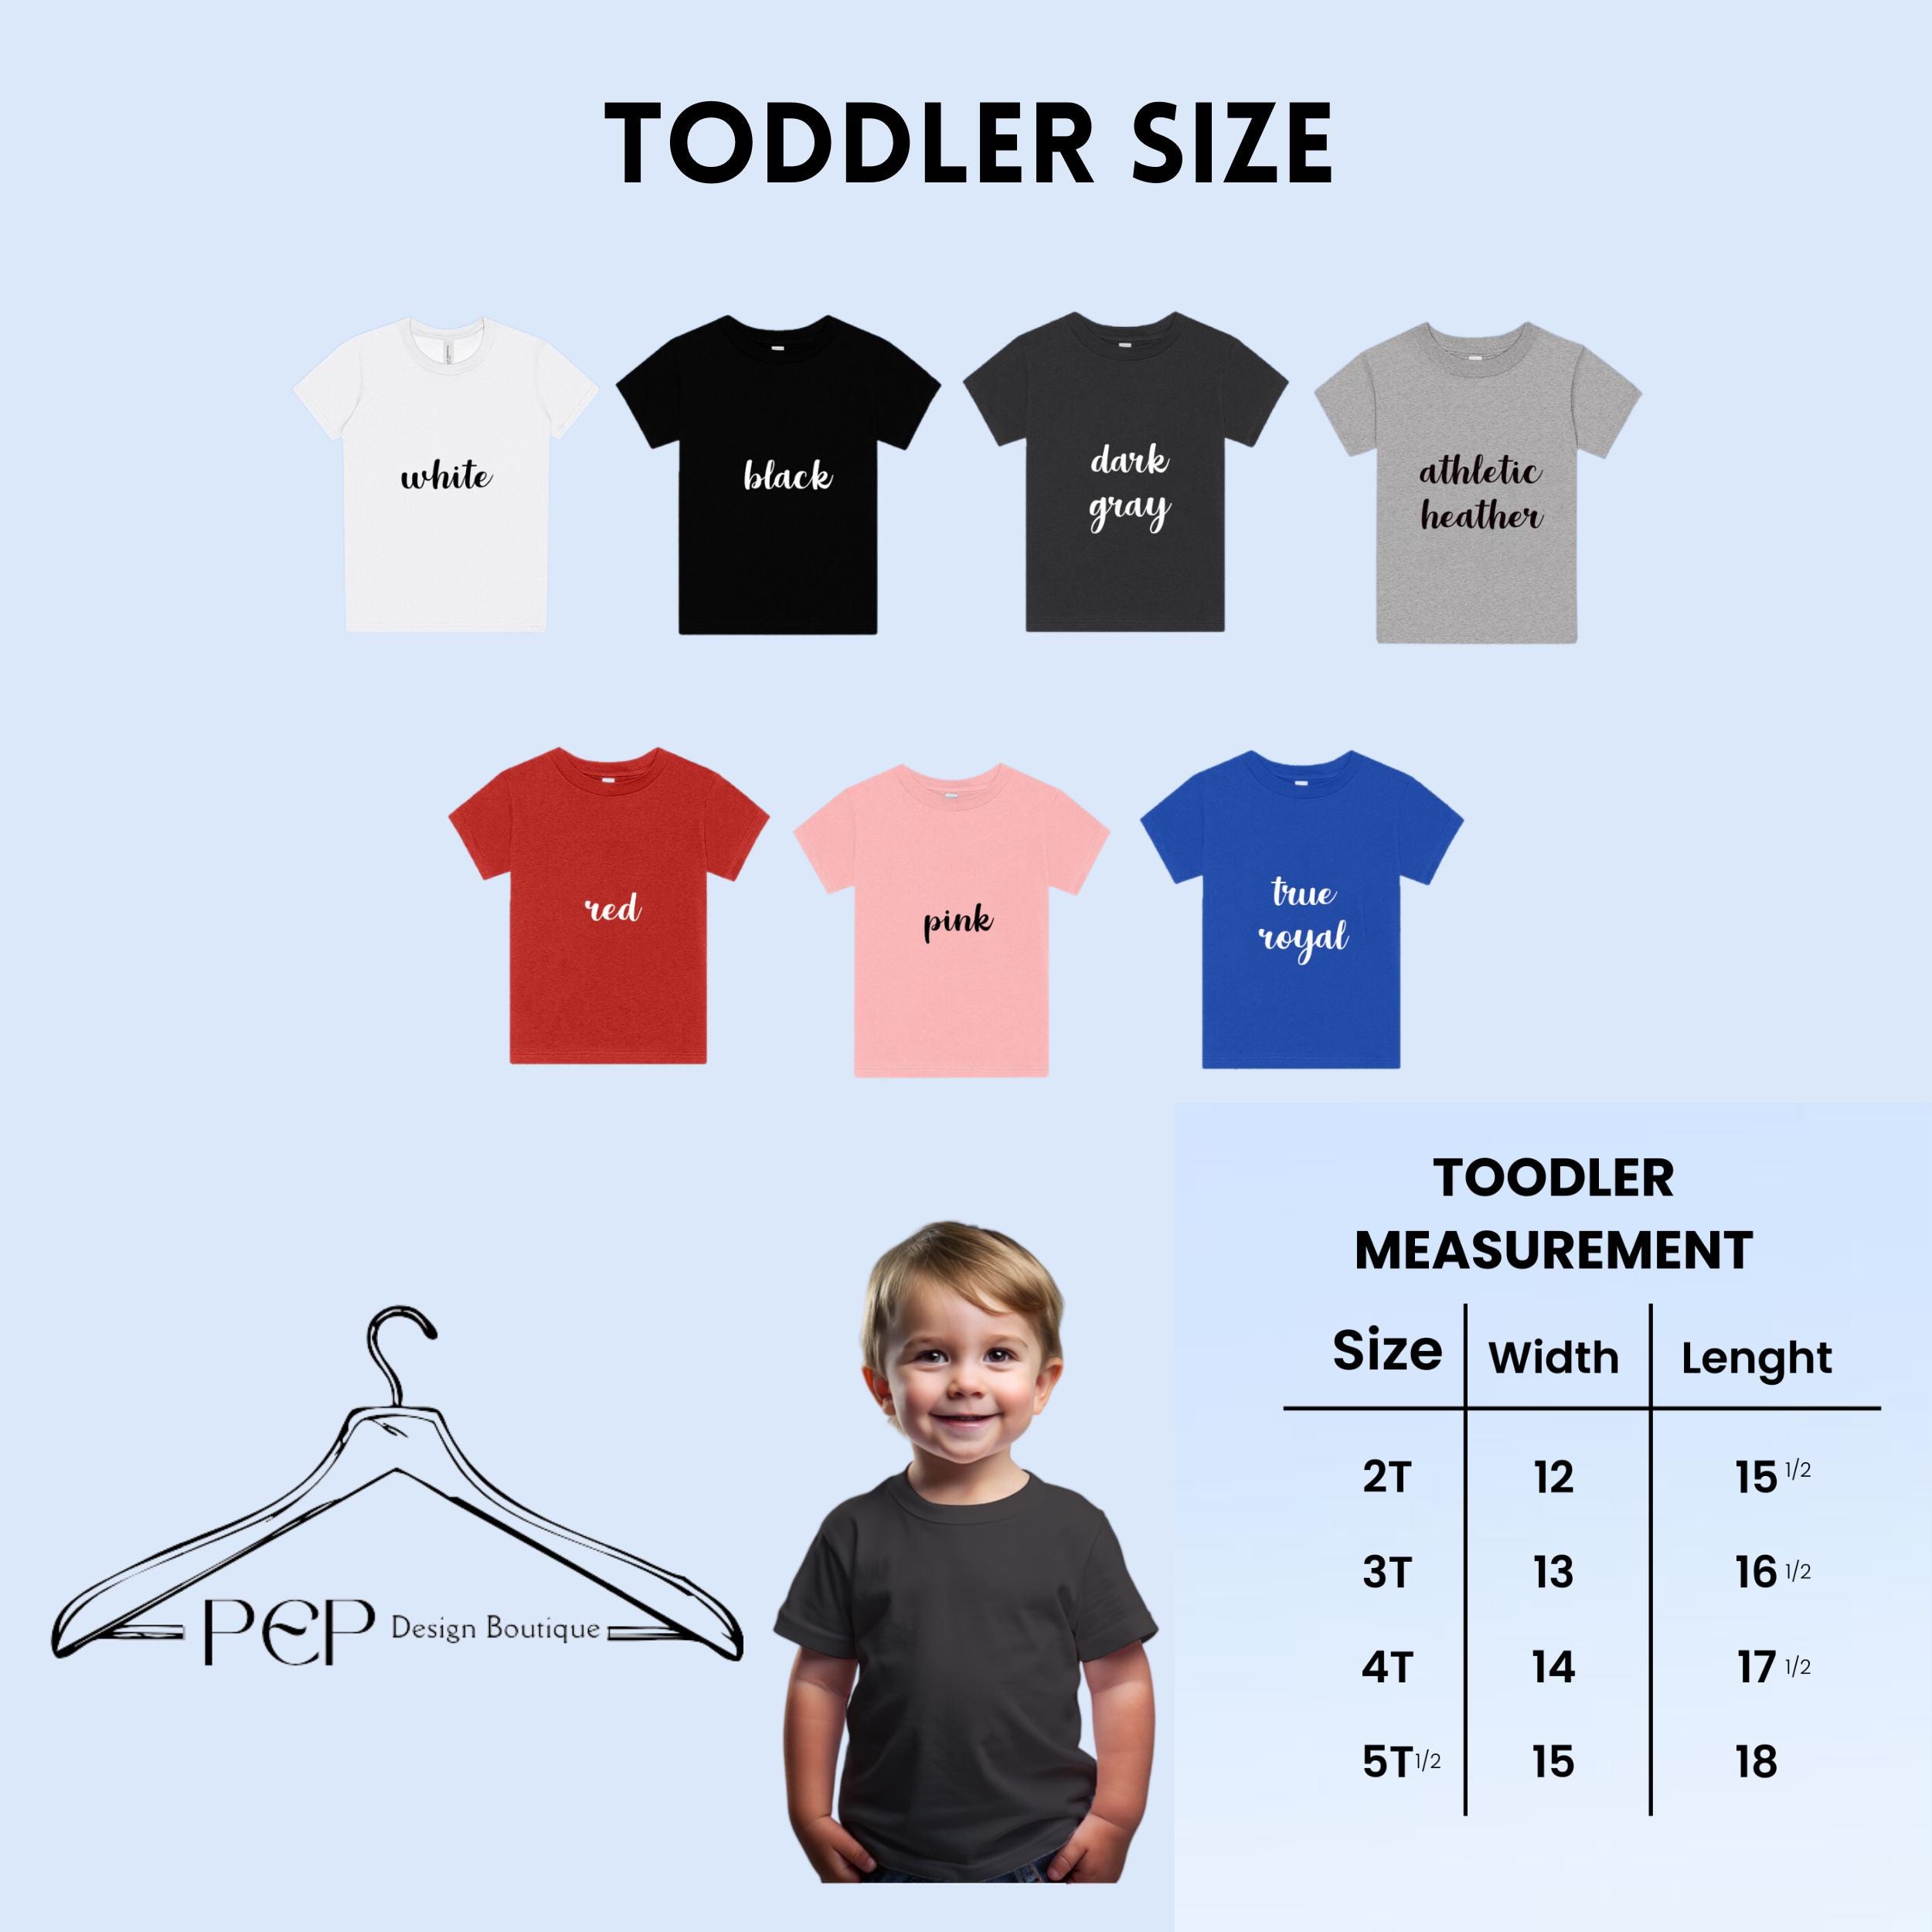 TODDLER SIZE
white
black
dark
gray
athletic
heather
red
pink
true
royal
PEP Design Boutique
TOODLER
MEASUREMENT
Size Width Lenght
2T 12 15 1/2
3T 13 16 1/2
4T 14 17 1/2
5T 1/2 15 18